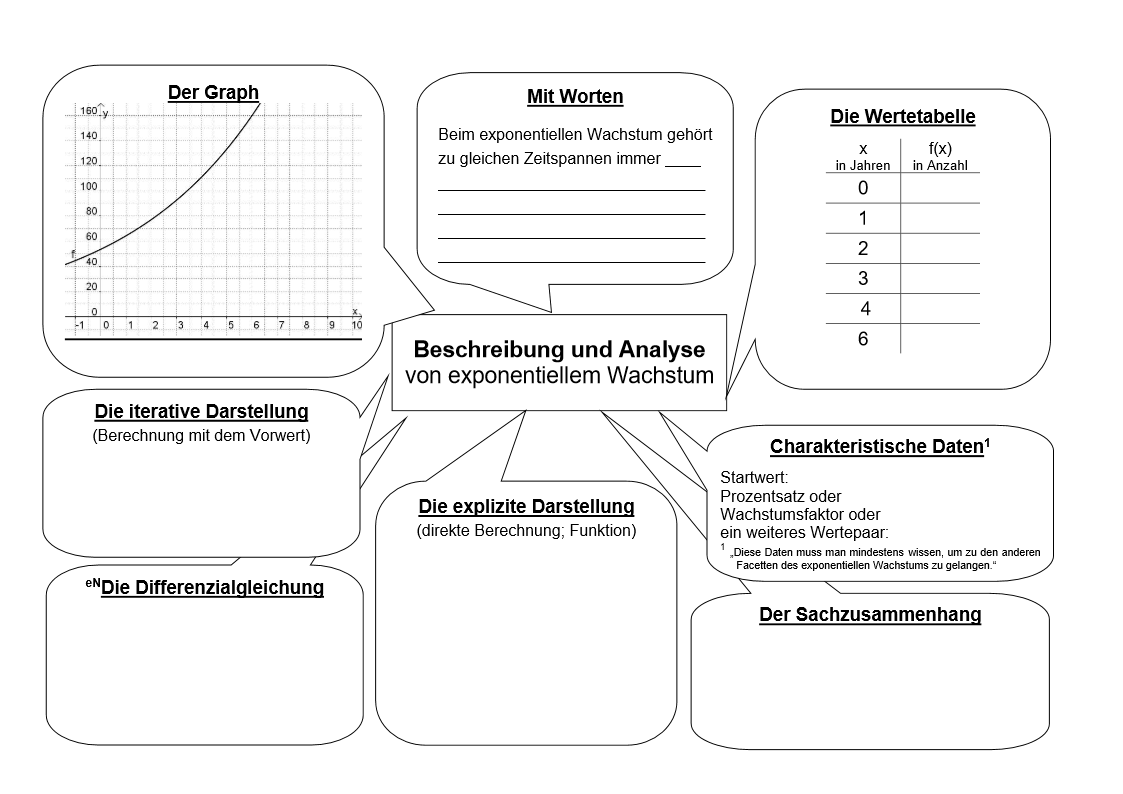 Der Graph
160
y
140
120
100
80
60
f
40
20
0
x
-1 0 1 2 3 4 5 6 7 8 9 10
Mit Worten
Beim exponentiellen Wachstum gehört
zu gleichen Zeitspannen immer ____
Die Wertetabelle
x f(x)
in Jahren in Anzahl
0
1
2
3
4
6
Beschreibung und Analyse
von exponentiellem Wachstum
Die iterative Darstellung
(Berechnung mit dem Vorwert)
Die explizite Darstellung
(direkte Berechnung; Funktion)
Charakteristische Daten¹
Startwert:
Prozentsatz oder
Wachstumsfaktor oder
ein weiteres Wertepaar:
¹ „Diese Daten muss man mindestens wissen, um zu den anderen
Facetten des exponentiellen Wachstums zu gelangen.“
eNDie Differenzialgleichung
Der Sachzusammenhang